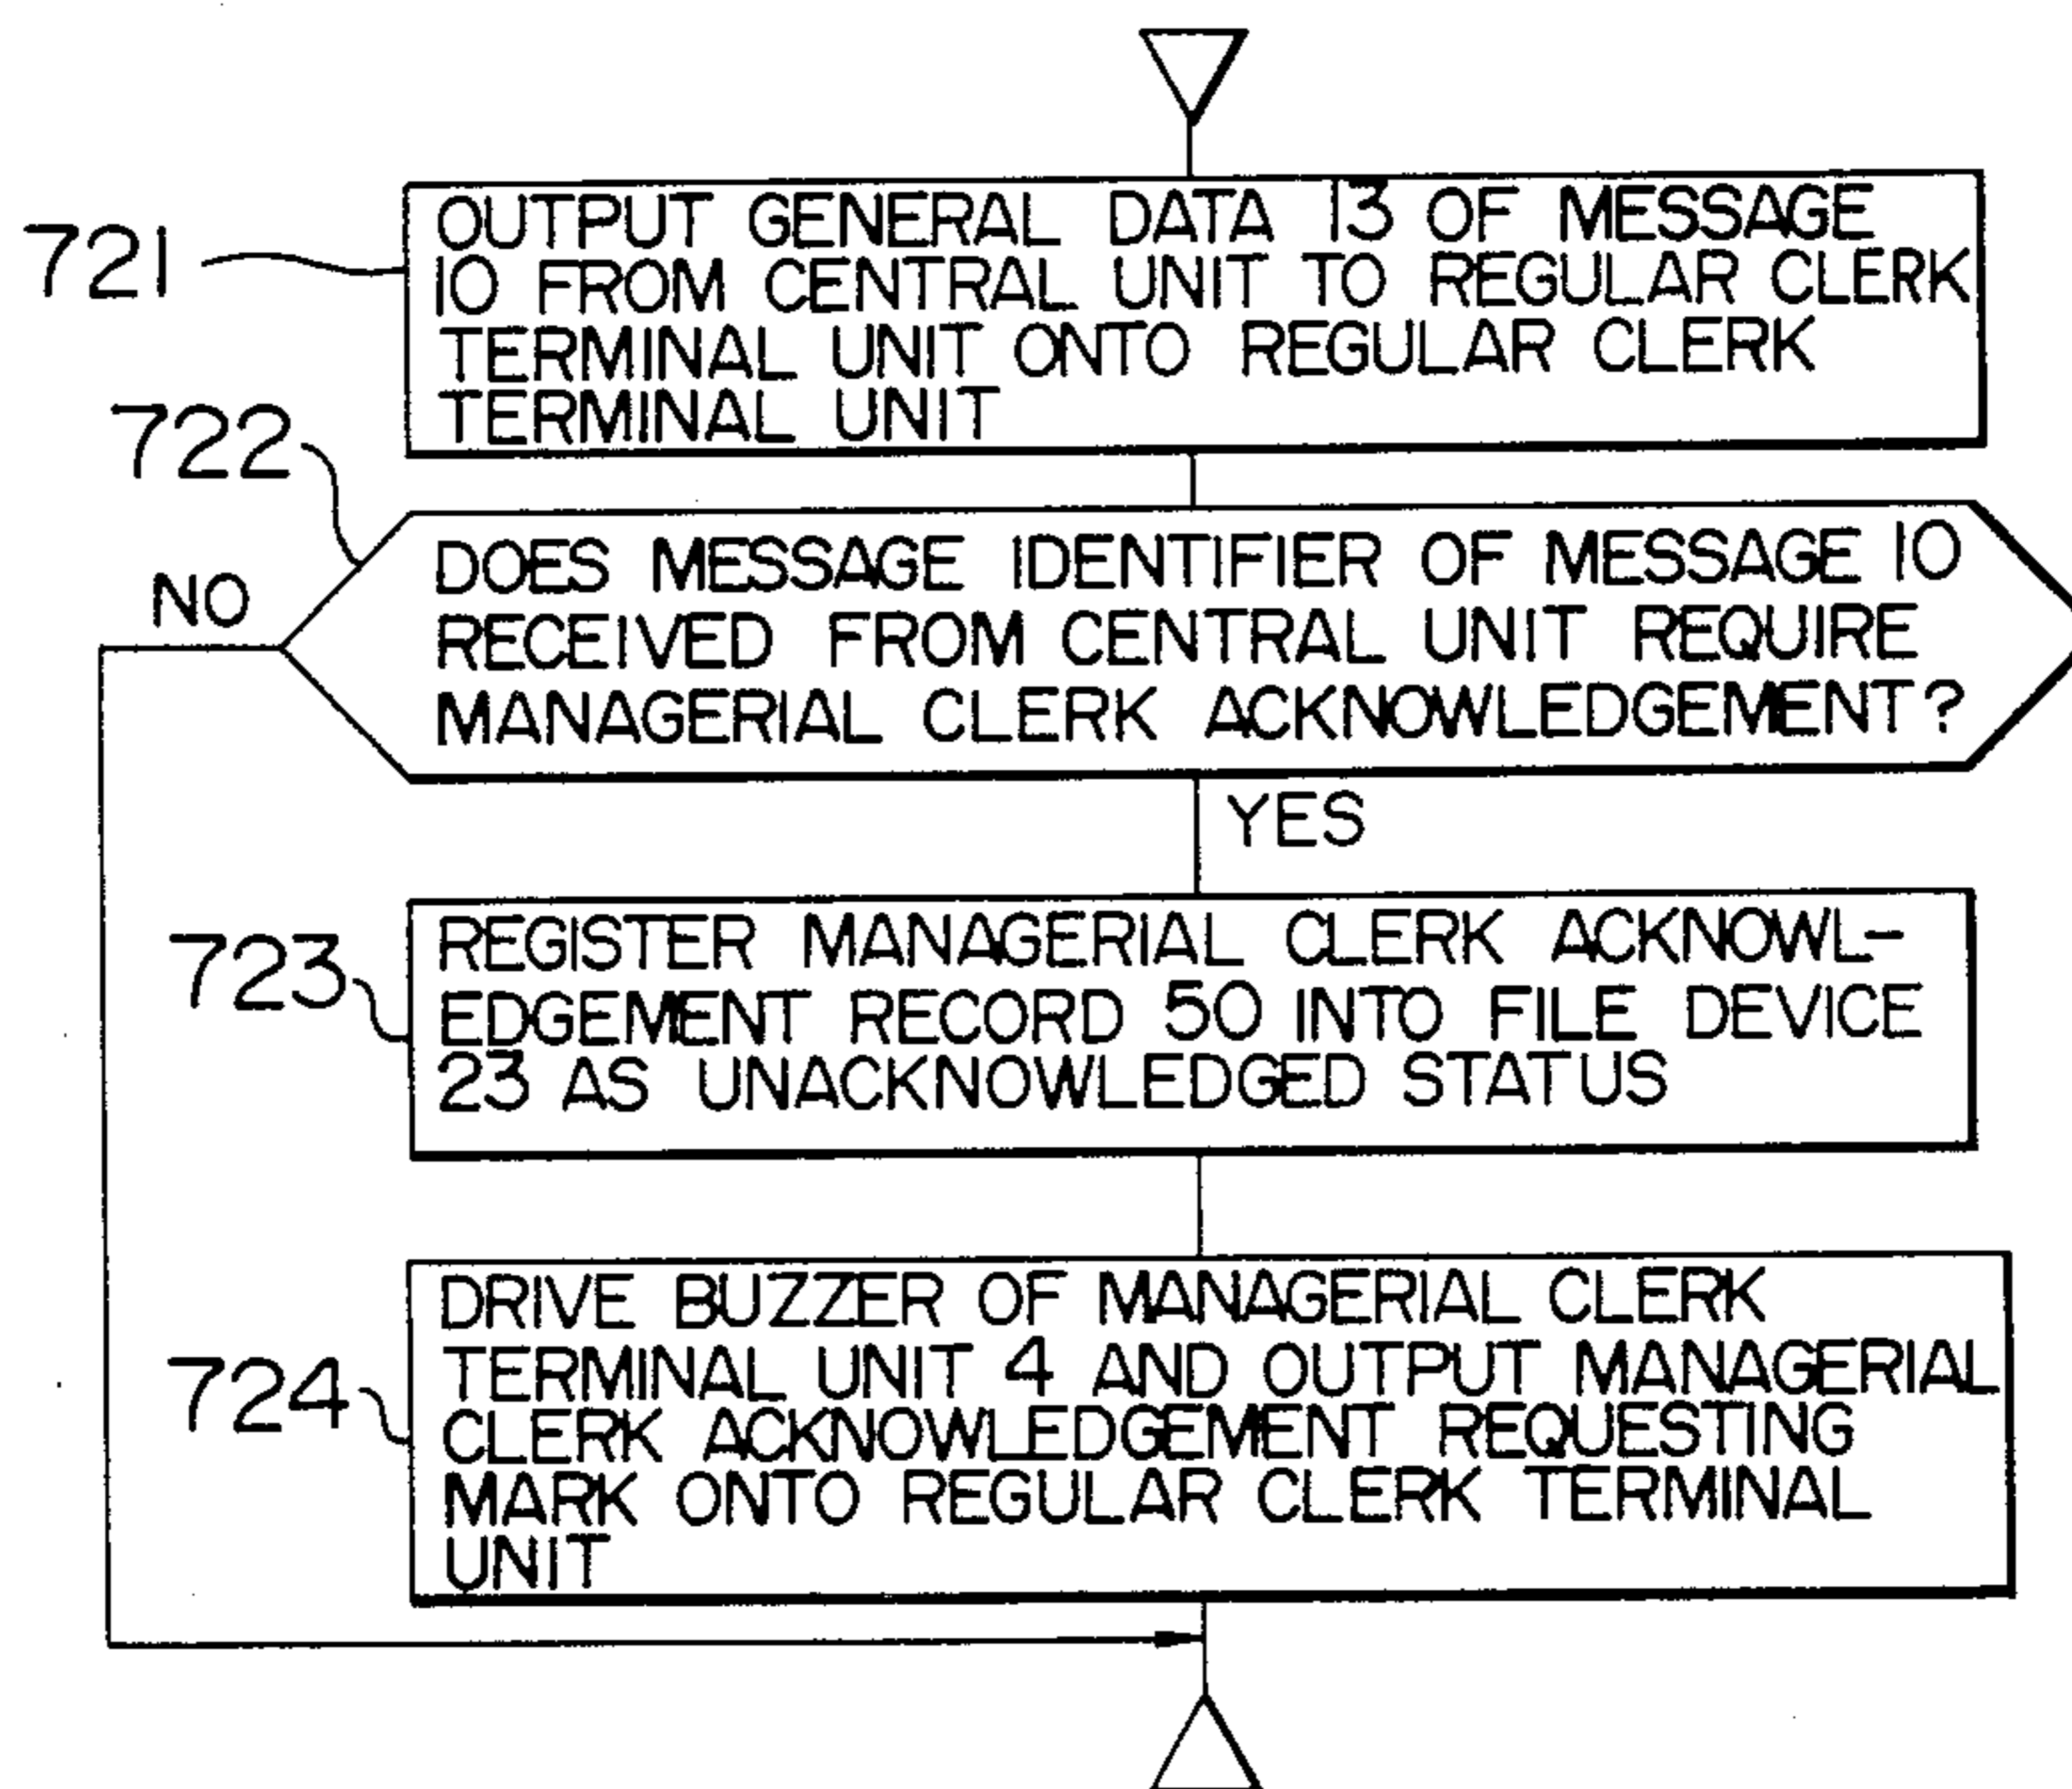 721
OUTPUT GENERAL DATA 13 OF MESSAGE
10 FROM CENTRAL UNIT TO REGULAR CLERK
TERMINAL UNIT ONTO REGULAR CLERK
TERMINAL UNIT
722
NO
DOES MESSAGE IDENTIFIER OF MESSAGE 10
RECEIVED FROM CENTRAL UNIT REQUIRE
MANAGERIAL CLERK ACKNOWLEDGEMENT?
YES
723
REGISTER MANAGERIAL CLERK ACKNOWL-
EDGEMENT RECORD 50 INTO FILE DEVICE
23 AS UNACKNOWLEDGED STATUS
724
DRIVE BUZZER OF MANAGERIAL CLERK
TERMINAL UNIT 4 AND OUTPUT MANAGERIAL
CLERK ACKNOWLEDGEMENT REQUESTING
MARK ONTO REGULAR CLERK TERMINAL
UNIT